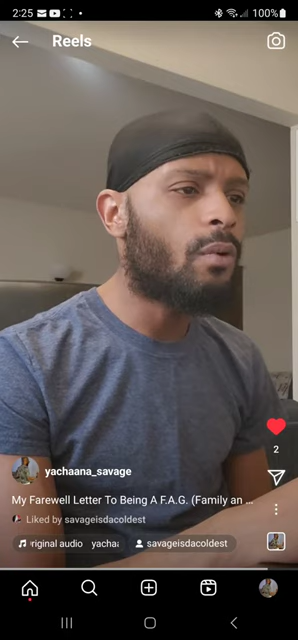 2:25
100%
Reels
yachaana_savage
My Farewell Letter To Being A F.A.G. (Family an ...
Liked by savageisdacoldest
riginal audio yachaa
savageisdacoldest
2